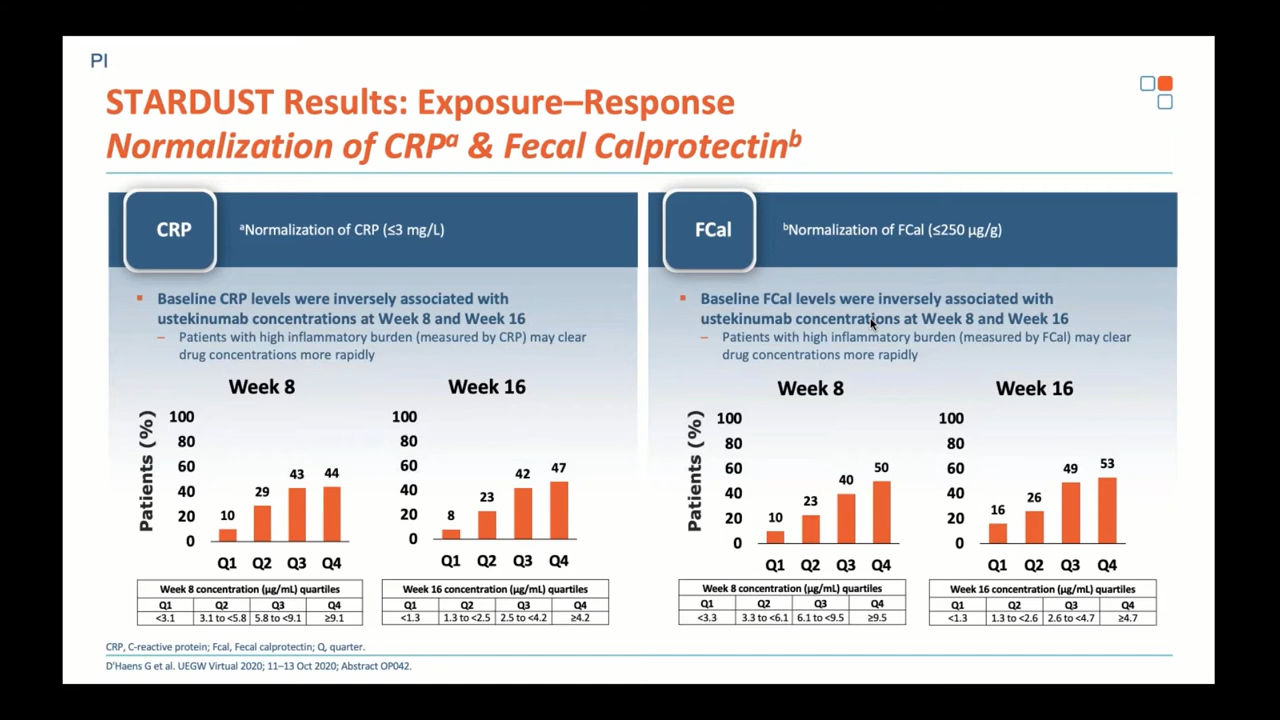 PI
STARDUST Results: Exposure–Response
Normalization of CRPᵃ & Fecal Calprotectinᵇ
CRP
ᵃNormalization of CRP (≤3 mg/L)
▪ Baseline CRP levels were inversely associated with
ustekinumab concentrations at Week 8 and Week 16
– Patients with high inflammatory burden (measured by CRP) may clear
drug concentrations more rapidly
Week 8
Patients (%)
100
80
60
40
20
0
10
29
43
44
Q1 Q2 Q3 Q4
Week 8 concentration (µg/mL) quartiles
Q1 Q2 Q3 Q4
<3.1 3.1 to <5.8 5.8 to <9.1 ≥9.1
Week 16
100
80
60
40
20
0
8
23
42
47
Q1 Q2 Q3 Q4
Week 16 concentration (µg/mL) quartiles
Q1 Q2 Q3 Q4
<1.3 1.3 to <2.5 2.5 to <4.2 ≥4.2
FCal
ᵇNormalization of FCal (≤250 µg/g)
▪ Baseline FCal levels were inversely associated with
ustekinumab concentrations at Week 8 and Week 16
– Patients with high inflammatory burden (measured by FCal) may clear
drug concentrations more rapidly
Week 8
Patients (%)
100
80
60
40
20
0
10
23
40
50
Q1 Q2 Q3 Q4
Week 8 concentration (µg/mL) quartiles
Q1 Q2 Q3 Q4
<3.3 3.3 to <6.1 6.1 to <9.5 ≥9.5
Week 16
100
80
60
40
20
0
16
26
49
53
Q1 Q2 Q3 Q4
Week 16 concentration (µg/mL) quartiles
Q1 Q2 Q3 Q4
<1.3 1.3 to <2.6 2.6 to <4.7 ≥4.7
CRP, C-reactive protein; Fcal, Fecal calprotectin; Q, quarter.
D'Haens G et al. UEGW Virtual 2020; 11–13 Oct 2020; Abstract OP042.